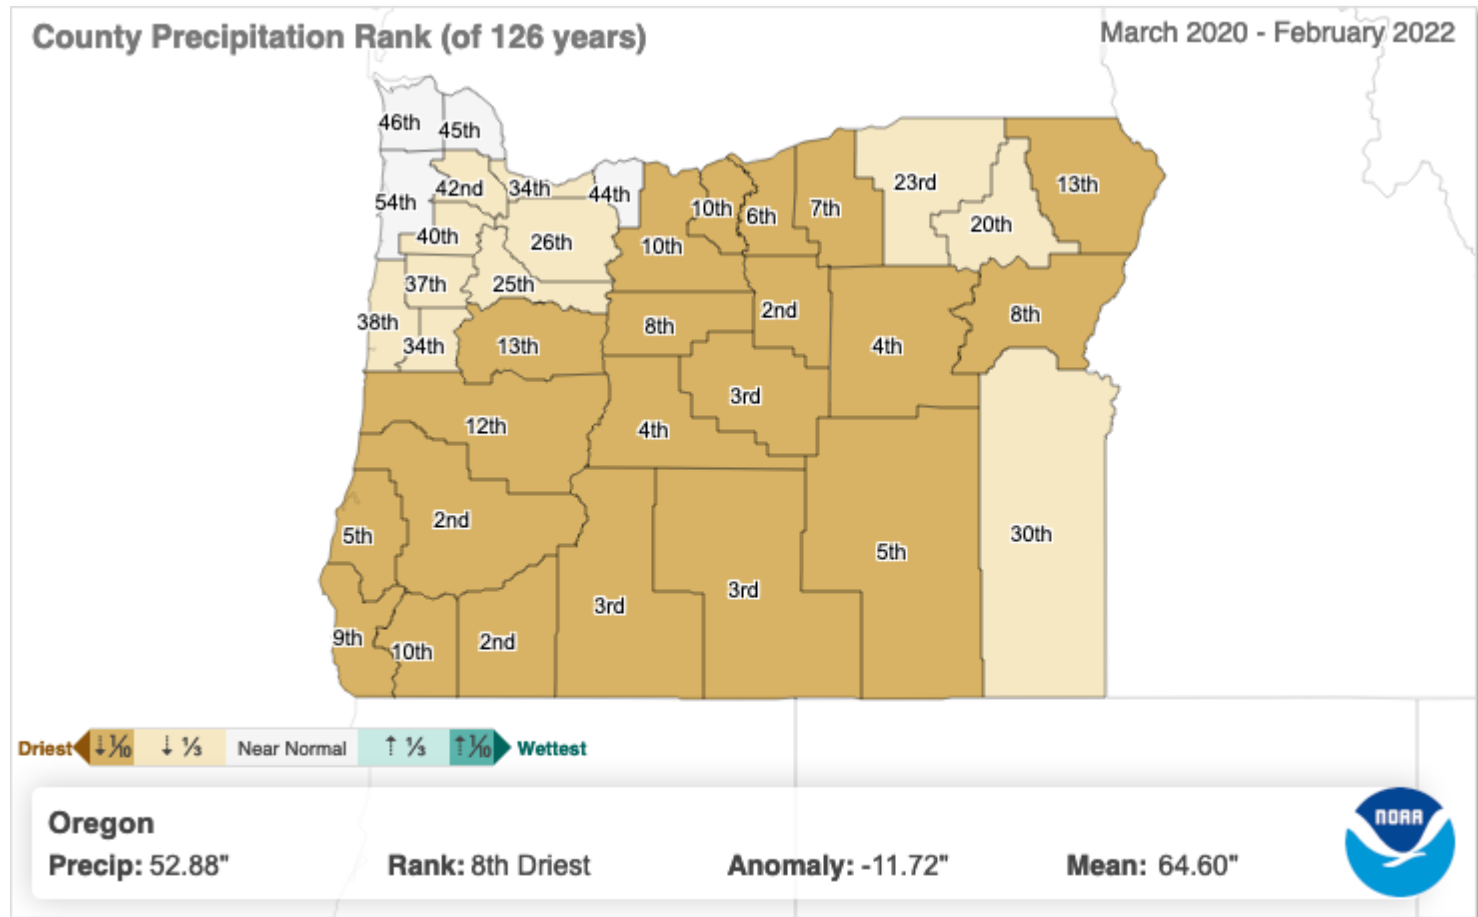 County Precipitation Rank (of 126 years)
March 2020 - February 2022
46th
45th
54th
42nd
34th
44th
10th
6th
7th
23rd
13th
40th
26th
10th
20th
37th
25th
38th
34th
13th
8th
2nd
4th
8th
12th
4th
3rd
5th
2nd
3rd
3rd
5th
30th
9th
10th
2nd
Driest ⇣ ⅒ ⇣ ⅓ Near Normal ⇡ ⅓ ⇡ ⅒ Wettest
Oregon
Precip: 52.88" Rank: 8th Driest Anomaly: -11.72" Mean: 64.60"
NOAA